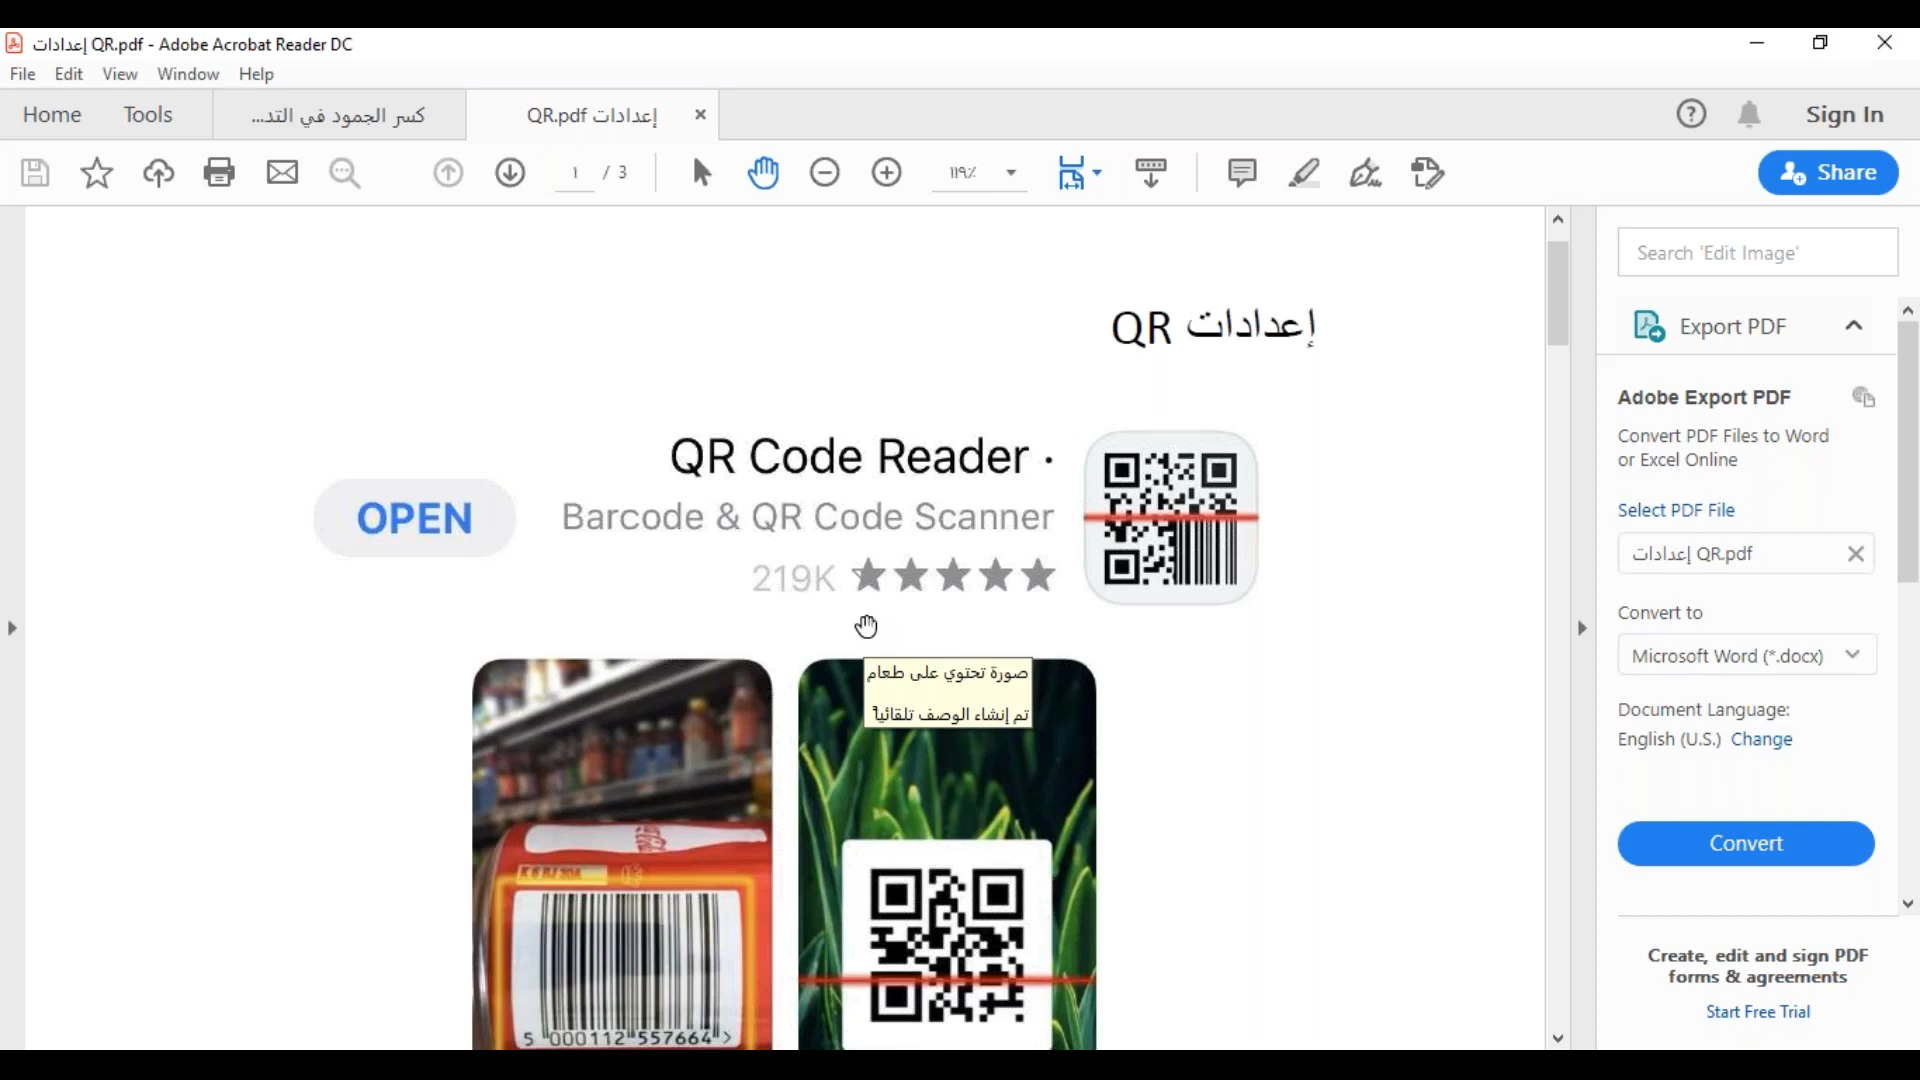 إعدادات QR.pdf - Adobe Acrobat Reader DC
File Edit View Window Help
Home Tools كسر الجمود في التد... إعدادات QR.pdf
Sign In
١ / 3
١١٩٪
Share
Search 'Edit Image'
إعدادات QR
Export PDF
QR Code Reader ·
Barcode & QR Code Scanner
219K
OPEN
صورة تحتوي على طعام
تم إنشاء الوصف تلقائياً
5 000112 557664 >
Adobe Export PDF
Convert PDF Files to Word
or Excel Online
Select PDF File
إعدادات QR.pdf
Convert to
Microsoft Word (*.docx)
Document Language:
English (U.S.) Change
Convert
Create, edit and sign PDF
forms & agreements
Start Free Trial